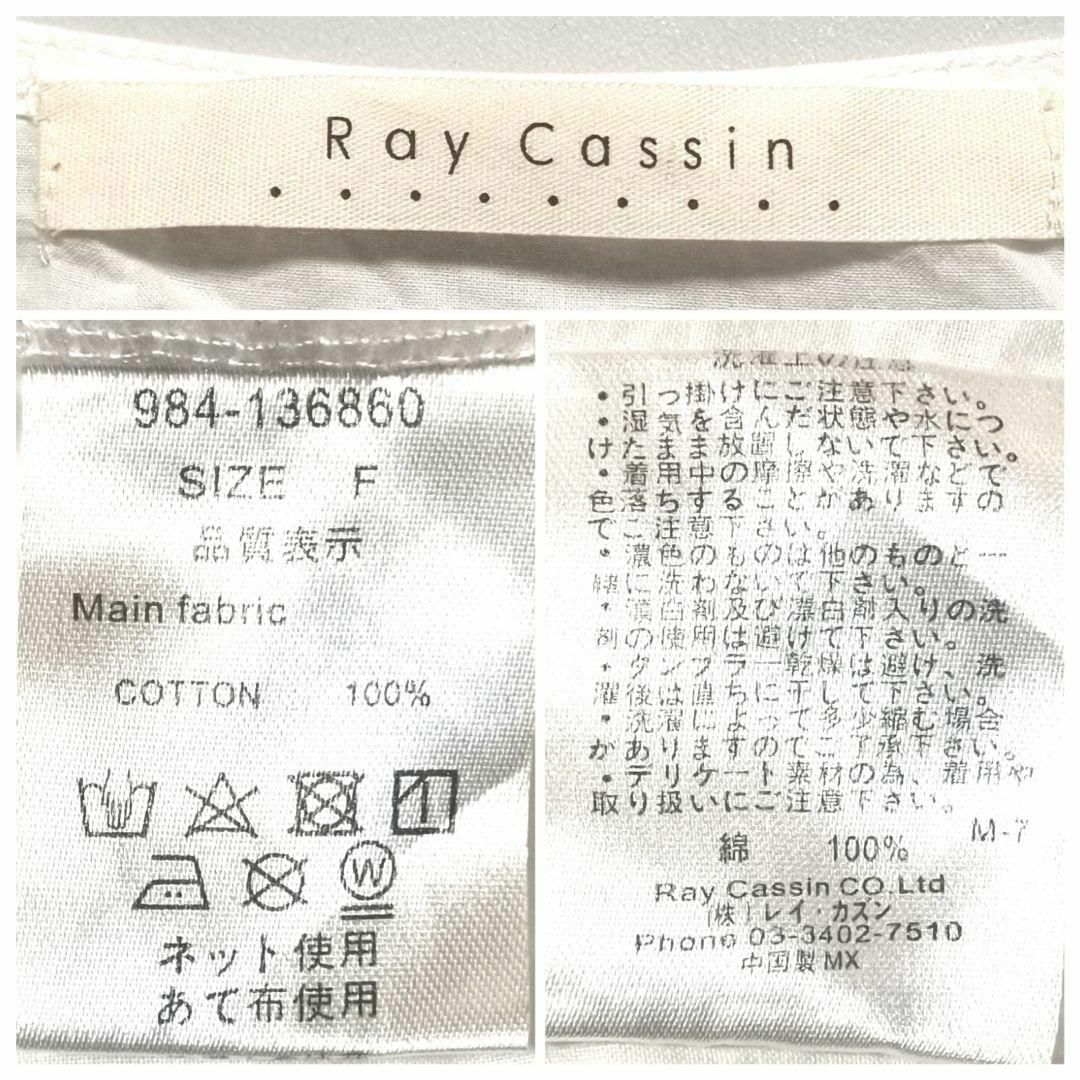 Ray Cassin
984-136860
SIZE F
品質表示
Main fabric
COTTON 100%
W
ネット使用
あて布使用
洗濯上の注意
・引っ掛けにご注意下さい。
・湿気を含んだ状態や水につ
けたまま放置しないで下さい。
・着用中の摩擦や洗濯などでの
色落ちすることがありますの
でご注意下さい。
・濃色のものは他のものと一
緒に洗わないで下さい。
・漂白剤及び漂白剤入りの洗
剤の使用は避けて下さい。
・タンブラー乾燥は避け、洗
濯後は直ちに干して下さい。
・洗濯によって多少縮む場合
がありますのでご了承下さい。
・デリケートな素材の為、着用や
取り扱いにご注意下さい。
M-7
綿 100%
Ray Cassin CO.Ltd
(株)レイ・カズン
Phone 03-3402-7510
中国製 MX